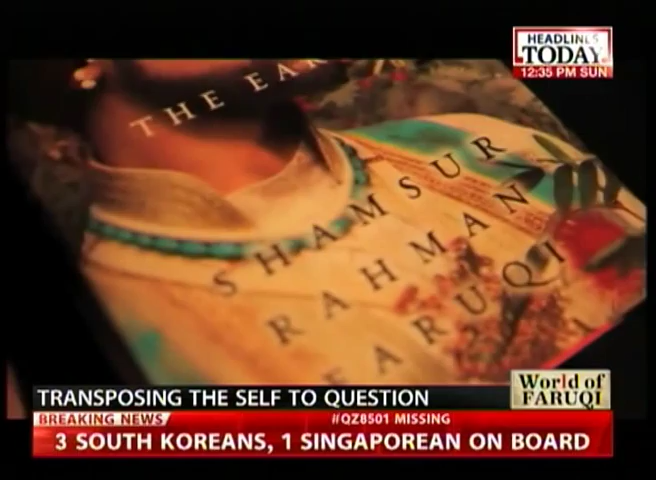 HEADLINES
TODAY
12:35 PM SUN
THE EAR
SHAMSUR
RAHMAN
FARUQI
TRANSPOSING THE SELF TO QUESTION
World of
FARUQI
BREAKING NEWS
#QZ8501 MISSING
3 SOUTH KOREANS, 1 SINGAPOREAN ON BOARD